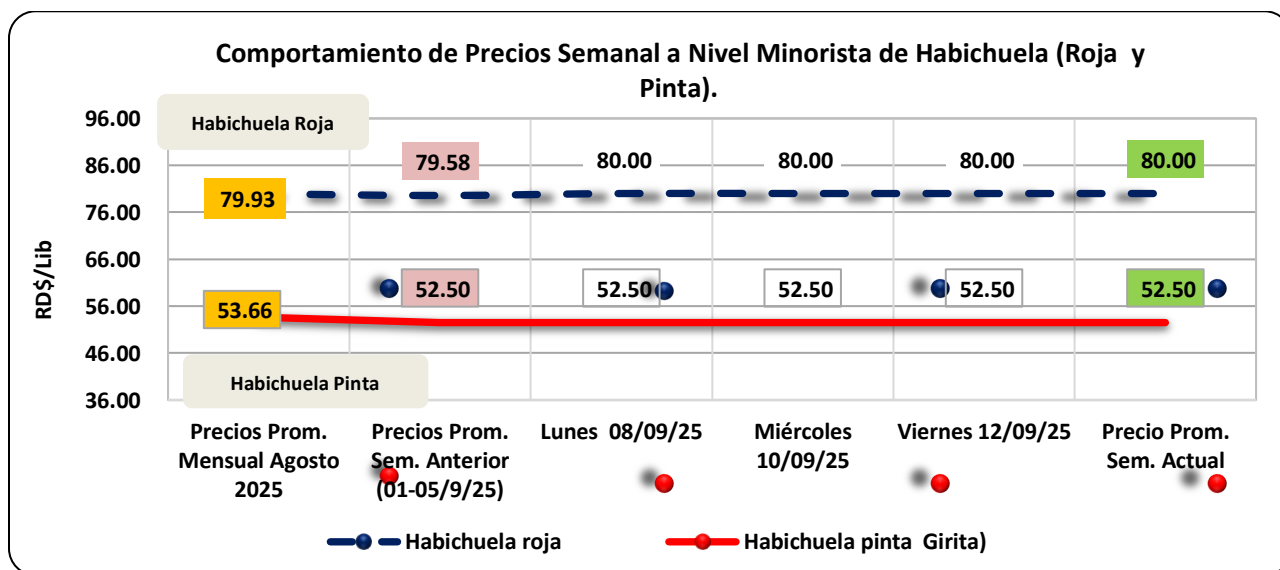 Comportamiento de Precios Semanal a Nivel Minorista de Habichuela (Roja y
Pinta).
96.00
86.00
76.00
66.00
56.00
46.00
36.00
RD$/Lib
Habichuela Roja
79.93
79.58
80.00
80.00
80.00
80.00
53.66
52.50
52.50
52.50
52.50
52.50
Habichuela Pinta
Precios Prom.
Mensual Agosto
2025
Precios Prom.
Sem. Anterior
(01-05/9/25)
Lunes 08/09/25
Miércoles
10/09/25
Viernes 12/09/25
Precio Prom.
Sem. Actual
Habichuela roja
Habichuela pinta Girita)